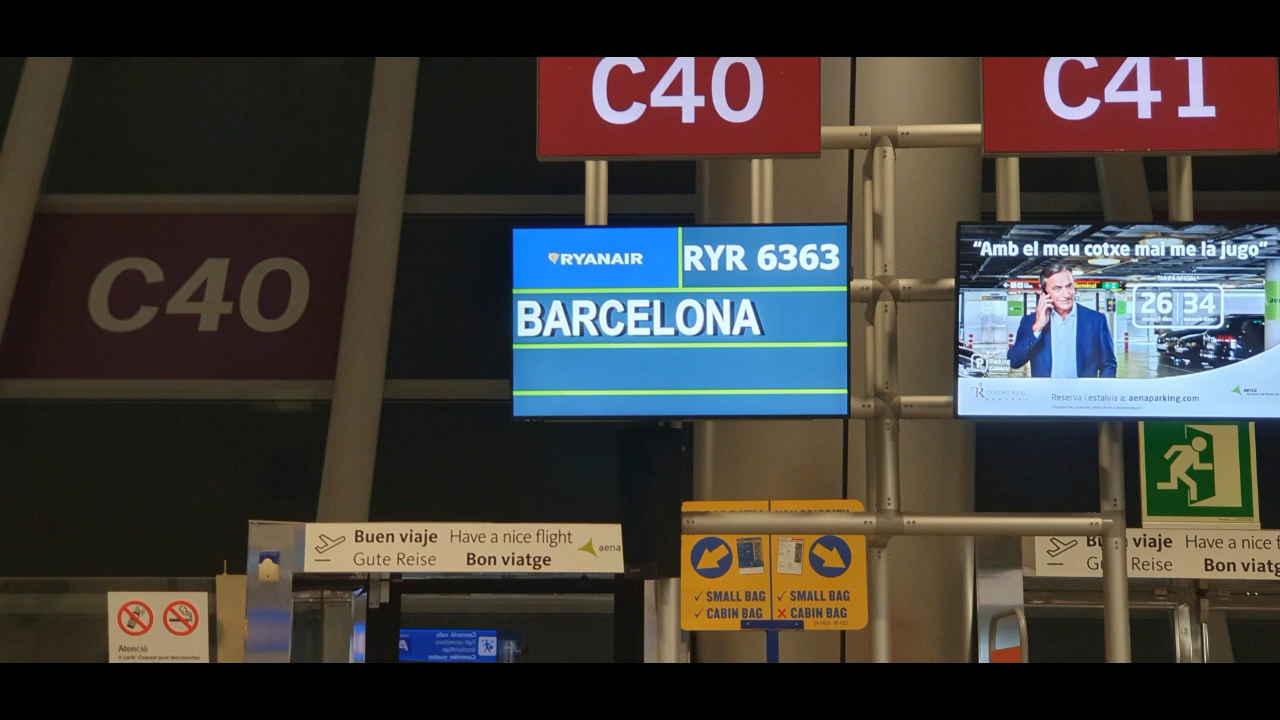 C40
C41
C40
RYANAIR
RYR 6363
BARCELONA
“Amb el meu cotxe mai me la jugo”
26 34
TEATRO REAL
Reserva i estalvia a: aenaparking.com
aena
Buen viaje Have a nice flight
Gute Reise Bon viatge
aena
✓ SMALL BAG
✓ CABIN BAG
✓ SMALL BAG
✗ CABIN BAG
viaje Have a nice f
Reise Bon viatg
Atenció